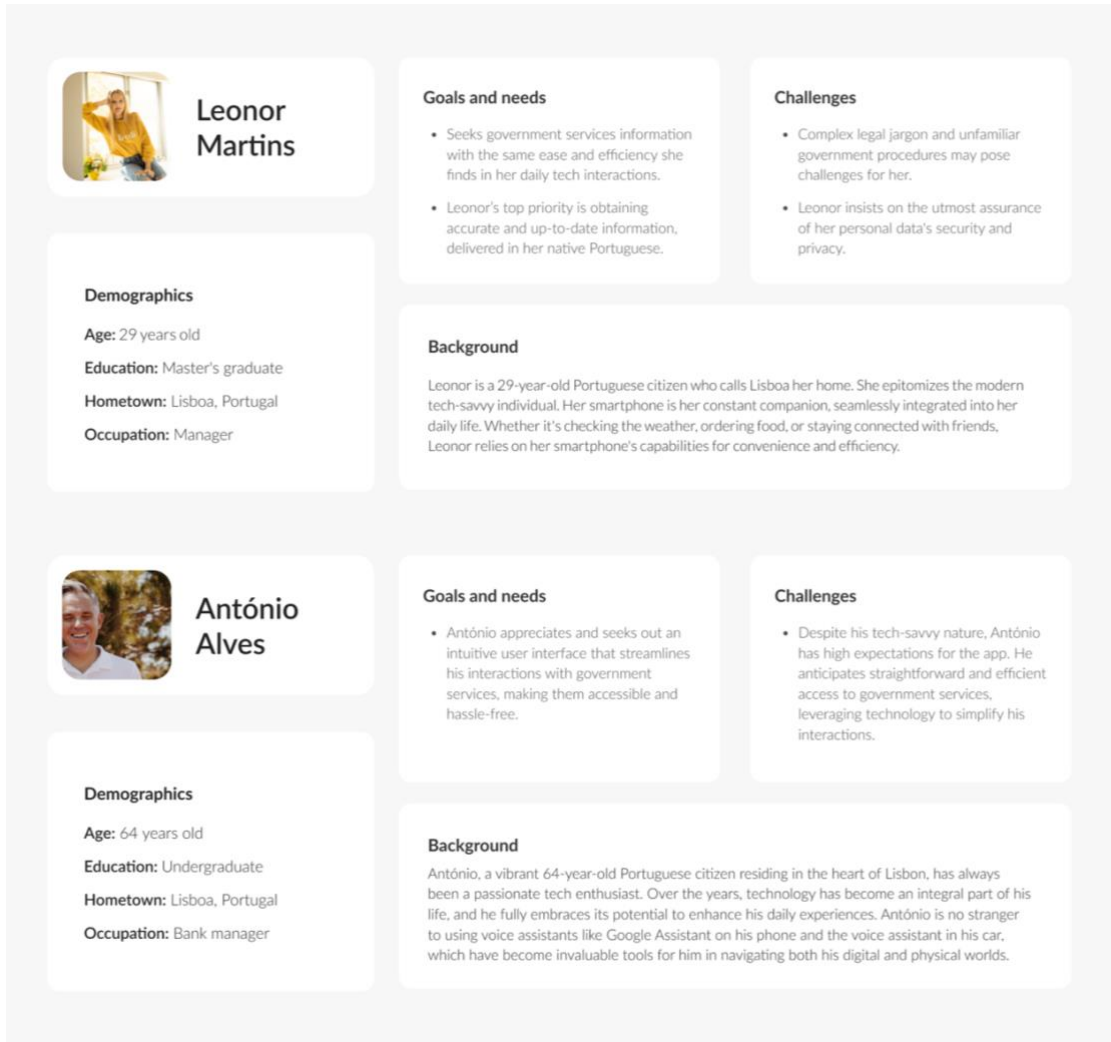 Leonor
Martins
Goals and needs
• Seeks government services information
with the same ease and efficiency she
finds in her daily tech interactions.
• Leonor's top priority is obtaining
accurate and up-to-date information,
delivered in her native Portuguese.
Challenges
• Complex legal jargon and unfamiliar
government procedures may pose
challenges for her.
• Leonor insists on the utmost assurance
of her personal data's security and
privacy.
Demographics
Age: 29 years old
Education: Master's graduate
Hometown: Lisboa, Portugal
Occupation: Manager
Background
Leonor is a 29-year-old Portuguese citizen who calls Lisboa her home. She epitomizes the modern
tech-savvy individual. Her smartphone is her constant companion, seamlessly integrated into her
daily life. Whether it's checking the weather, ordering food, or staying connected with friends,
Leonor relies on her smartphone's capabilities for convenience and efficiency.
António
Alves
Goals and needs
• António appreciates and seeks out an
intuitive user interface that streamlines
his interactions with government
services, making them accessible and
hassle-free.
Challenges
• Despite his tech-savvy nature, António
has high expectations for the app. He
anticipates straightforward and efficient
access to government services,
leveraging technology to simplify his
interactions.
Demographics
Age: 64 years old
Education: Undergraduate
Hometown: Lisboa, Portugal
Occupation: Bank manager
Background
António, a vibrant 64-year-old Portuguese citizen residing in the heart of Lisbon, has always
been a passionate tech enthusiast. Over the years, technology has become an integral part of his
life, and he fully embraces its potential to enhance his daily experiences. António is no stranger
to using voice assistants like Google Assistant on his phone and the voice assistant in his car,
which have become invaluable tools for him in navigating both his digital and physical worlds.